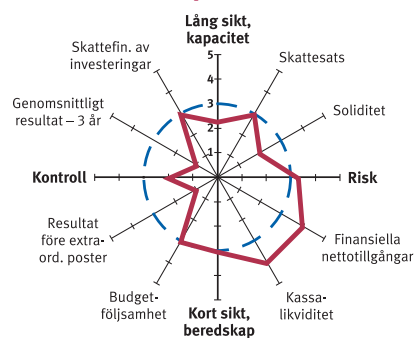 Lång sikt,
kapacitet
Skattefin. av
investeringar
Skattesats
5
4
3
2
1
Genomsnittligt
resultat – 3 år
Soliditet
Kontroll
Risk
Resultat
före extra-
ord. poster
Finansiella
nettotillgångar
Budget-
följsamhet
Kort sikt,
beredskap
Kassa-
likviditet